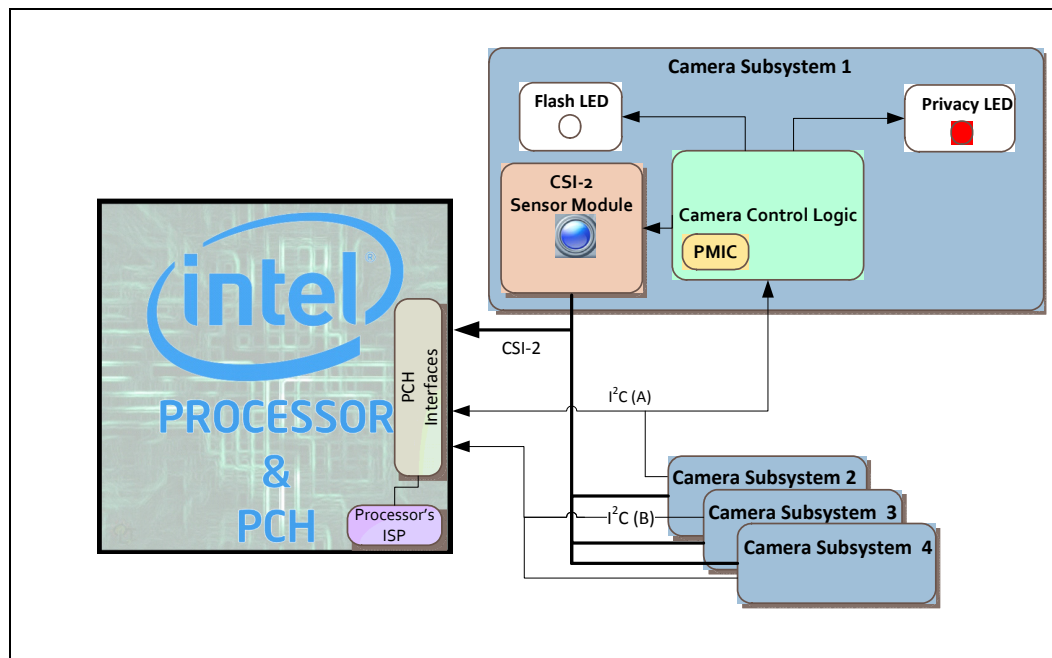 Camera Subsystem 1
Flash LED
Privacy LED
CSI-2
Sensor Module
Camera Control Logic
PMIC
intel
®
PROCESSOR
&
PCH
PCH
Interfaces
Processor's
ISP
CSI-2
I²C (A)
I²C (B)
Camera Subsystem 2
Camera Subsystem 3
Camera Subsystem 4